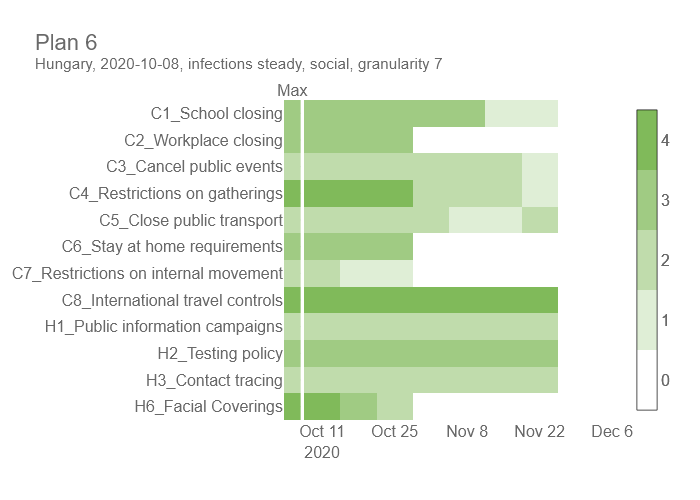 Plan 6
Hungary, 2020-10-08, infections steady, social, granularity 7
Max
C1_School closing
C2_Workplace closing
C3_Cancel public events
C4_Restrictions on gatherings
C5_Close public transport
C6_Stay at home requirements
C7_Restrictions on internal movement
C8_International travel controls
H1_Public information campaigns
H2_Testing policy
H3_Contact tracing
H6_Facial Coverings
4
3
2
1
0
Oct 11 Oct 25 Nov 8 Nov 22 Dec 6
2020